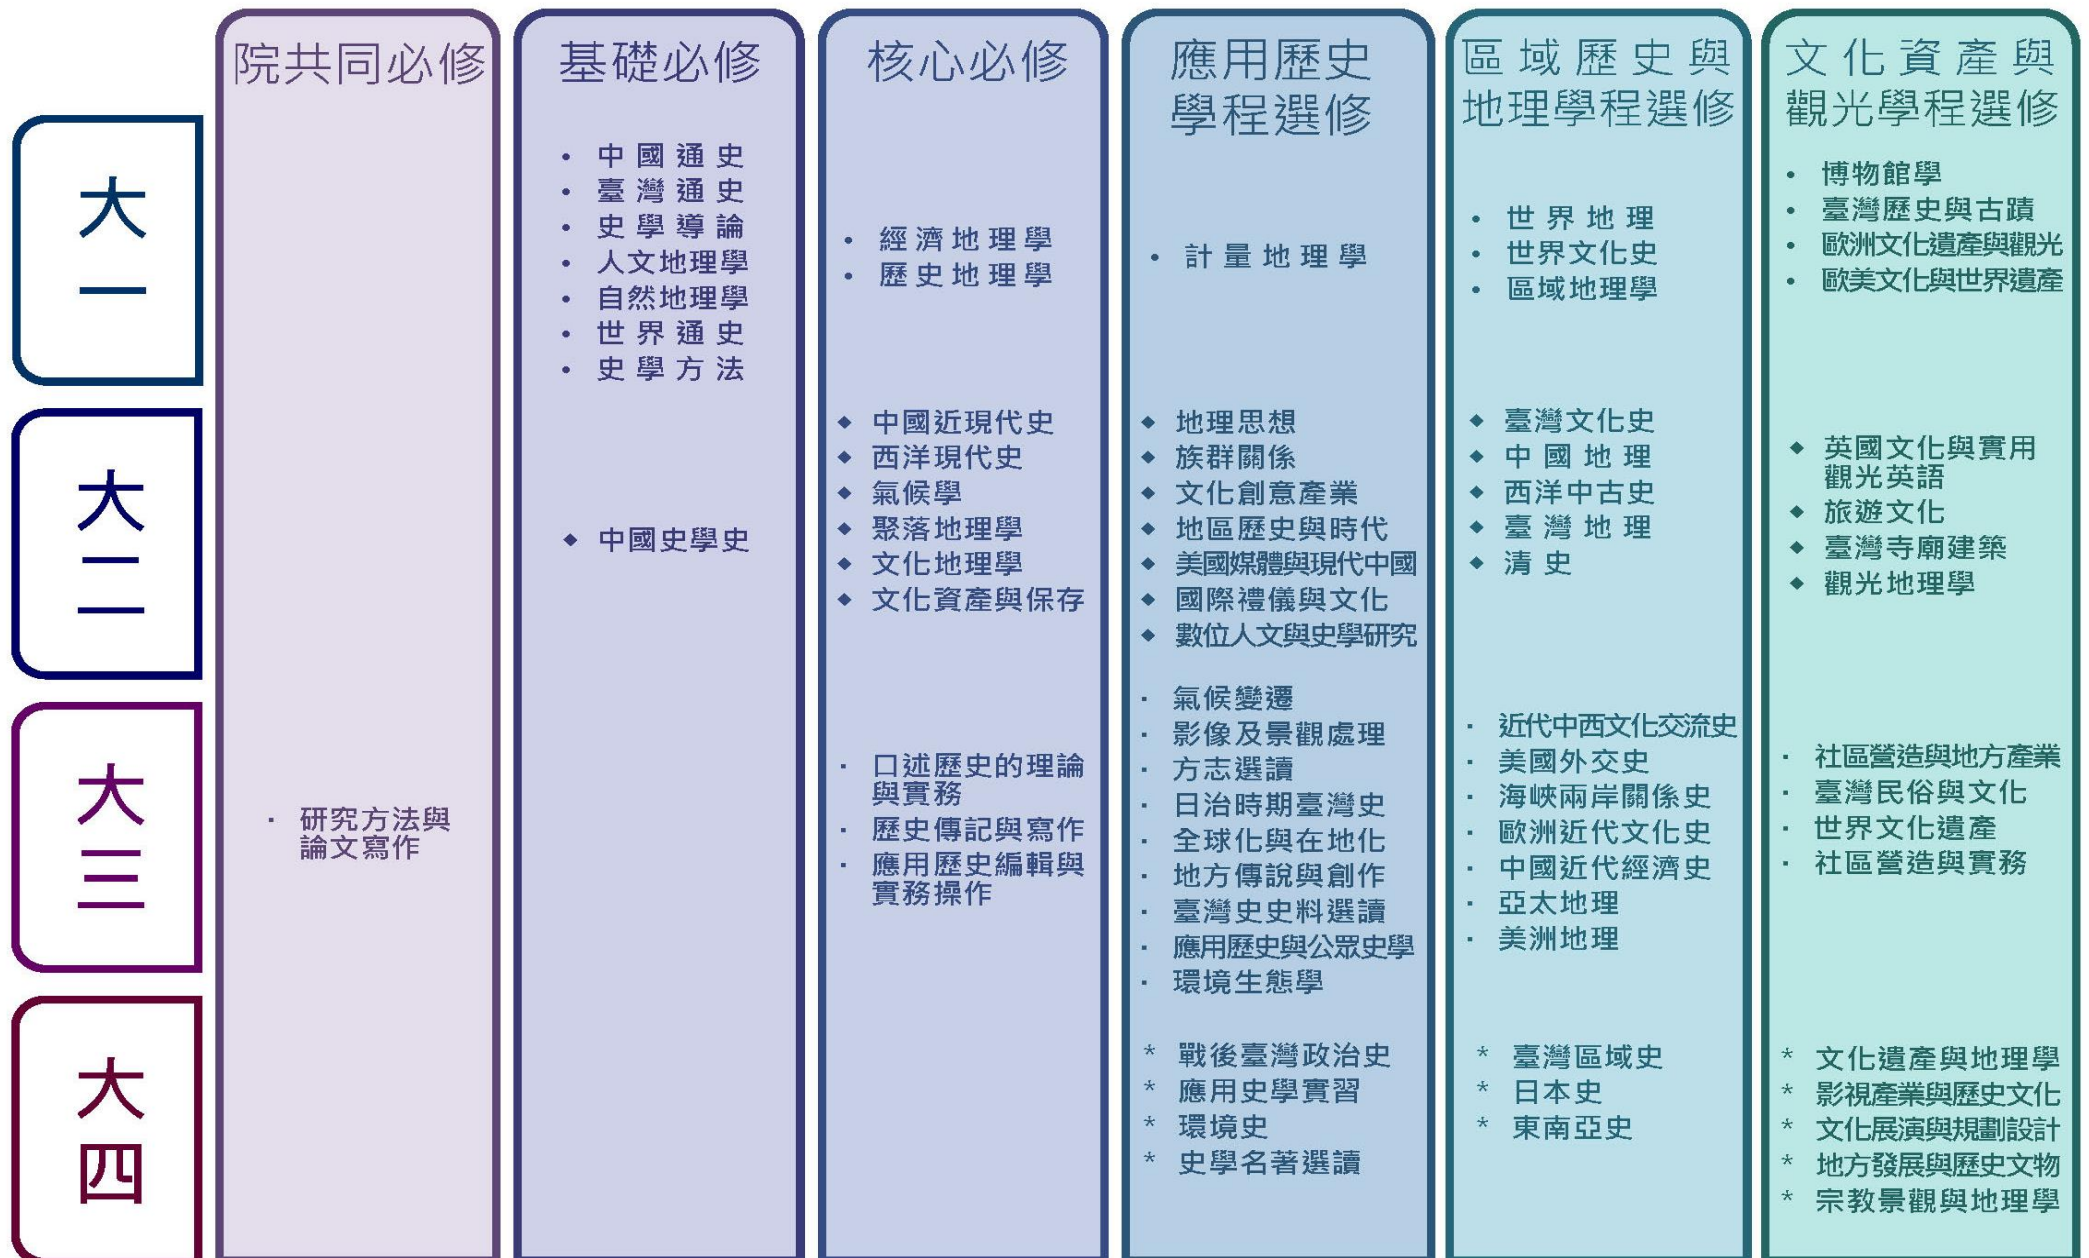 院共同必修
基礎必修
核心必修
應用歷史
學程選修
區域歷史與
地理學程選修
文化資產與
觀光學程選修
大
一
• 中國通史
• 臺灣通史
• 史學導論
• 人文地理學
• 自然地理學
• 世界通史
• 史學方法
• 經濟地理學
• 歷史地理學
• 計量地理學
• 世界地理
• 世界文化史
• 區域地理學
• 博物館學
• 臺灣歷史與古蹟
• 歐洲文化遺產與觀光
• 歐美文化與世界遺產
大
二
◆ 中國史學史
◆ 中國近現代史
◆ 西洋現代史
◆ 氣候學
◆ 聚落地理學
◆ 文化地理學
◆ 文化資產與保存
◆ 地理思想
◆ 族群關係
◆ 文化創意產業
◆ 地區歷史與時代
◆ 美國媒體與現代中國
◆ 國際禮儀與文化
◆ 數位人文與史學研究
◆ 臺灣文化史
◆ 中國地理
◆ 西洋中古史
◆ 臺灣地理
◆ 清史
◆ 英國文化與實用
觀光英語
◆ 旅遊文化
◆ 臺灣寺廟建築
◆ 觀光地理學
大
三
· 研究方法與
論文寫作
· 口述歷史的理論
與實務
· 歷史傳記與寫作
· 應用歷史編輯與
實務操作
· 氣候變遷
· 影像及景觀處理
· 方志選讀
· 日治時期臺灣史
· 全球化與在地化
· 地方傳說與創作
· 臺灣史史料選讀
· 應用歷史與公眾史學
· 環境生態學
· 近代中西文化交流史
· 美國外交史
· 海峽兩岸關係史
· 歐洲近代文化史
· 中國近代經濟史
· 亞太地理
· 美洲地理
· 社區營造與地方產業
· 臺灣民俗與文化
· 世界文化遺產
· 社區營造與實務
大
四
* 戰後臺灣政治史
* 應用史學實習
* 環境史
* 史學名著選讀
* 臺灣區域史
* 日本史
* 東南亞史
* 文化遺產與地理學
* 影視產業與歷史文化
* 文化展演與規劃設計
* 地方發展與歷史文物
* 宗教景觀與地理學